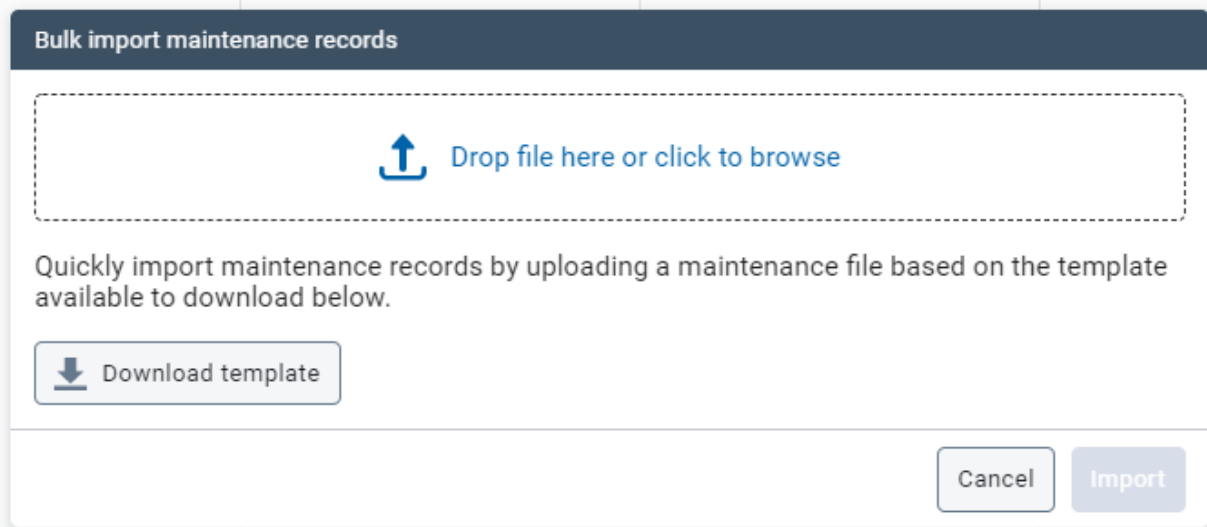 Bulk import maintenance records
Drop file here or click to browse
Quickly import maintenance records by uploading a maintenance file based on the template
available to download below.
Download template
Cancel
Import